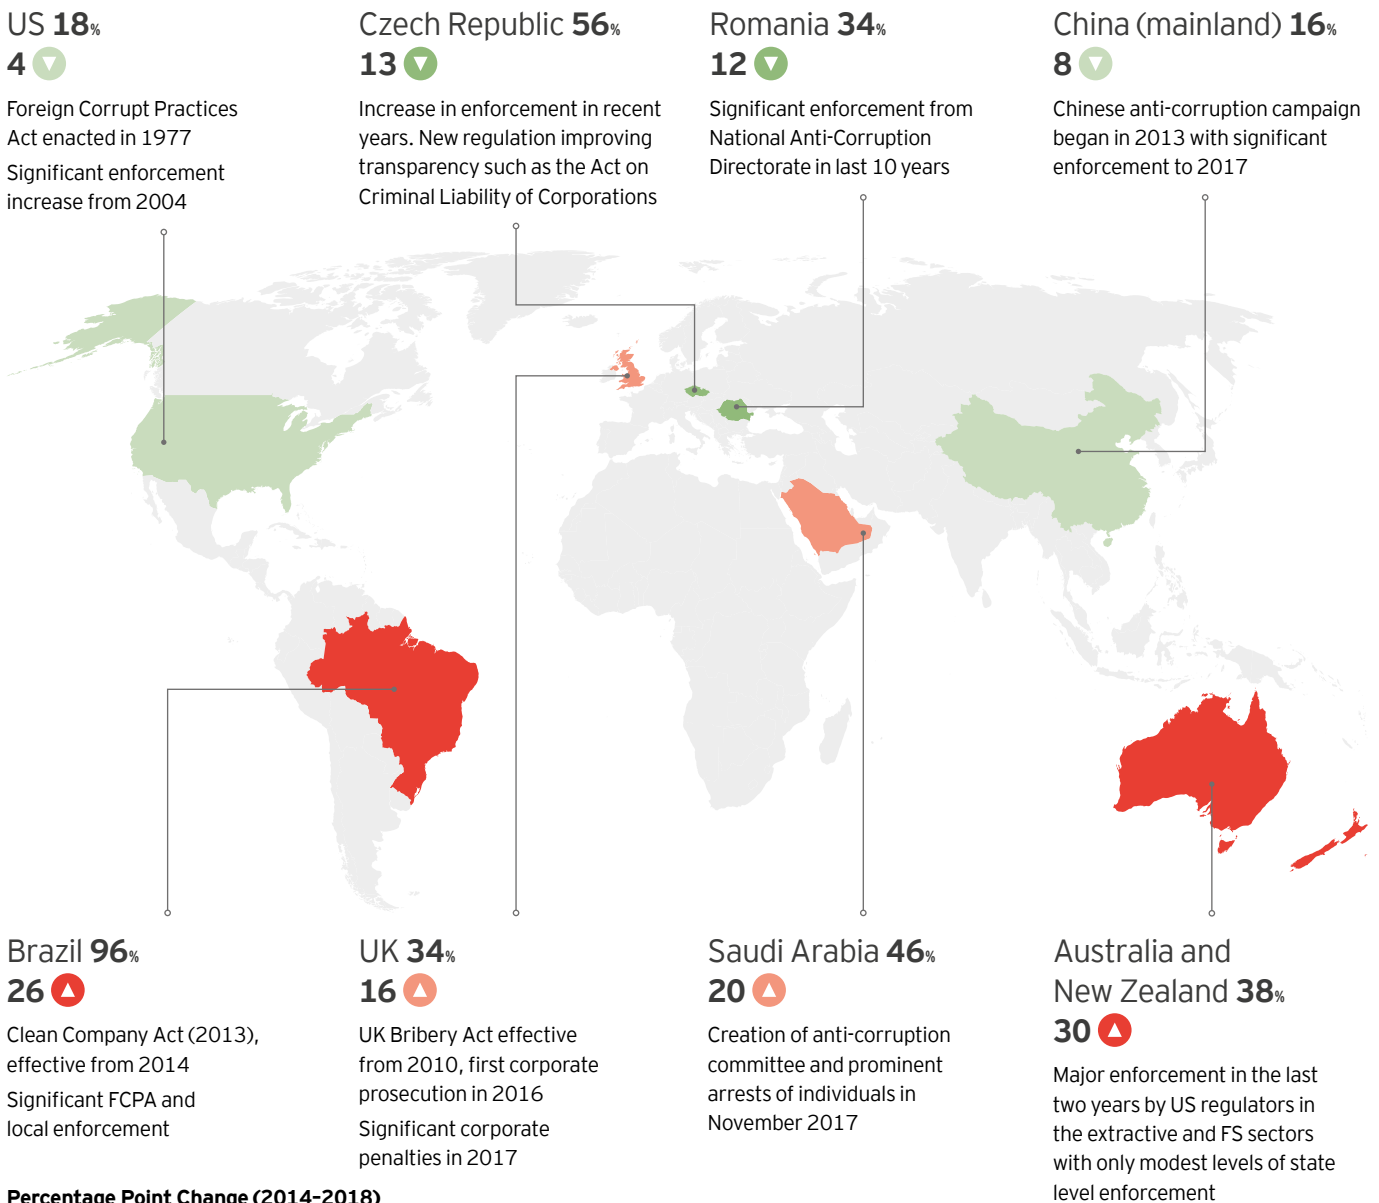 US 18%
4
Foreign Corrupt Practices
Act enacted in 1977
Significant enforcement
increase from 2004
Czech Republic 56%
13
Increase in enforcement in recent
years. New regulation improving
transparency such as the Act on
Criminal Liability of Corporations
Romania 34%
12
Significant enforcement from
National Anti-Corruption
Directorate in last 10 years
China (mainland) 16%
8
Chinese anti-corruption campaign
began in 2013 with significant
enforcement to 2017
Brazil 96%
26
Clean Company Act (2013),
effective from 2014
Significant FCPA and
local enforcement
UK 34%
16
UK Bribery Act effective
from 2010, first corporate
prosecution in 2016
Significant corporate
penalties in 2017
Saudi Arabia 46%
20
Creation of anti-corruption
committee and prominent
arrests of individuals in
November 2017
Australia and
New Zealand 38%
30
Major enforcement in the last
two years by US regulators in
the extractive and FS sectors
with only modest levels of state
level enforcement
Percentage Point Change (2014–2018)